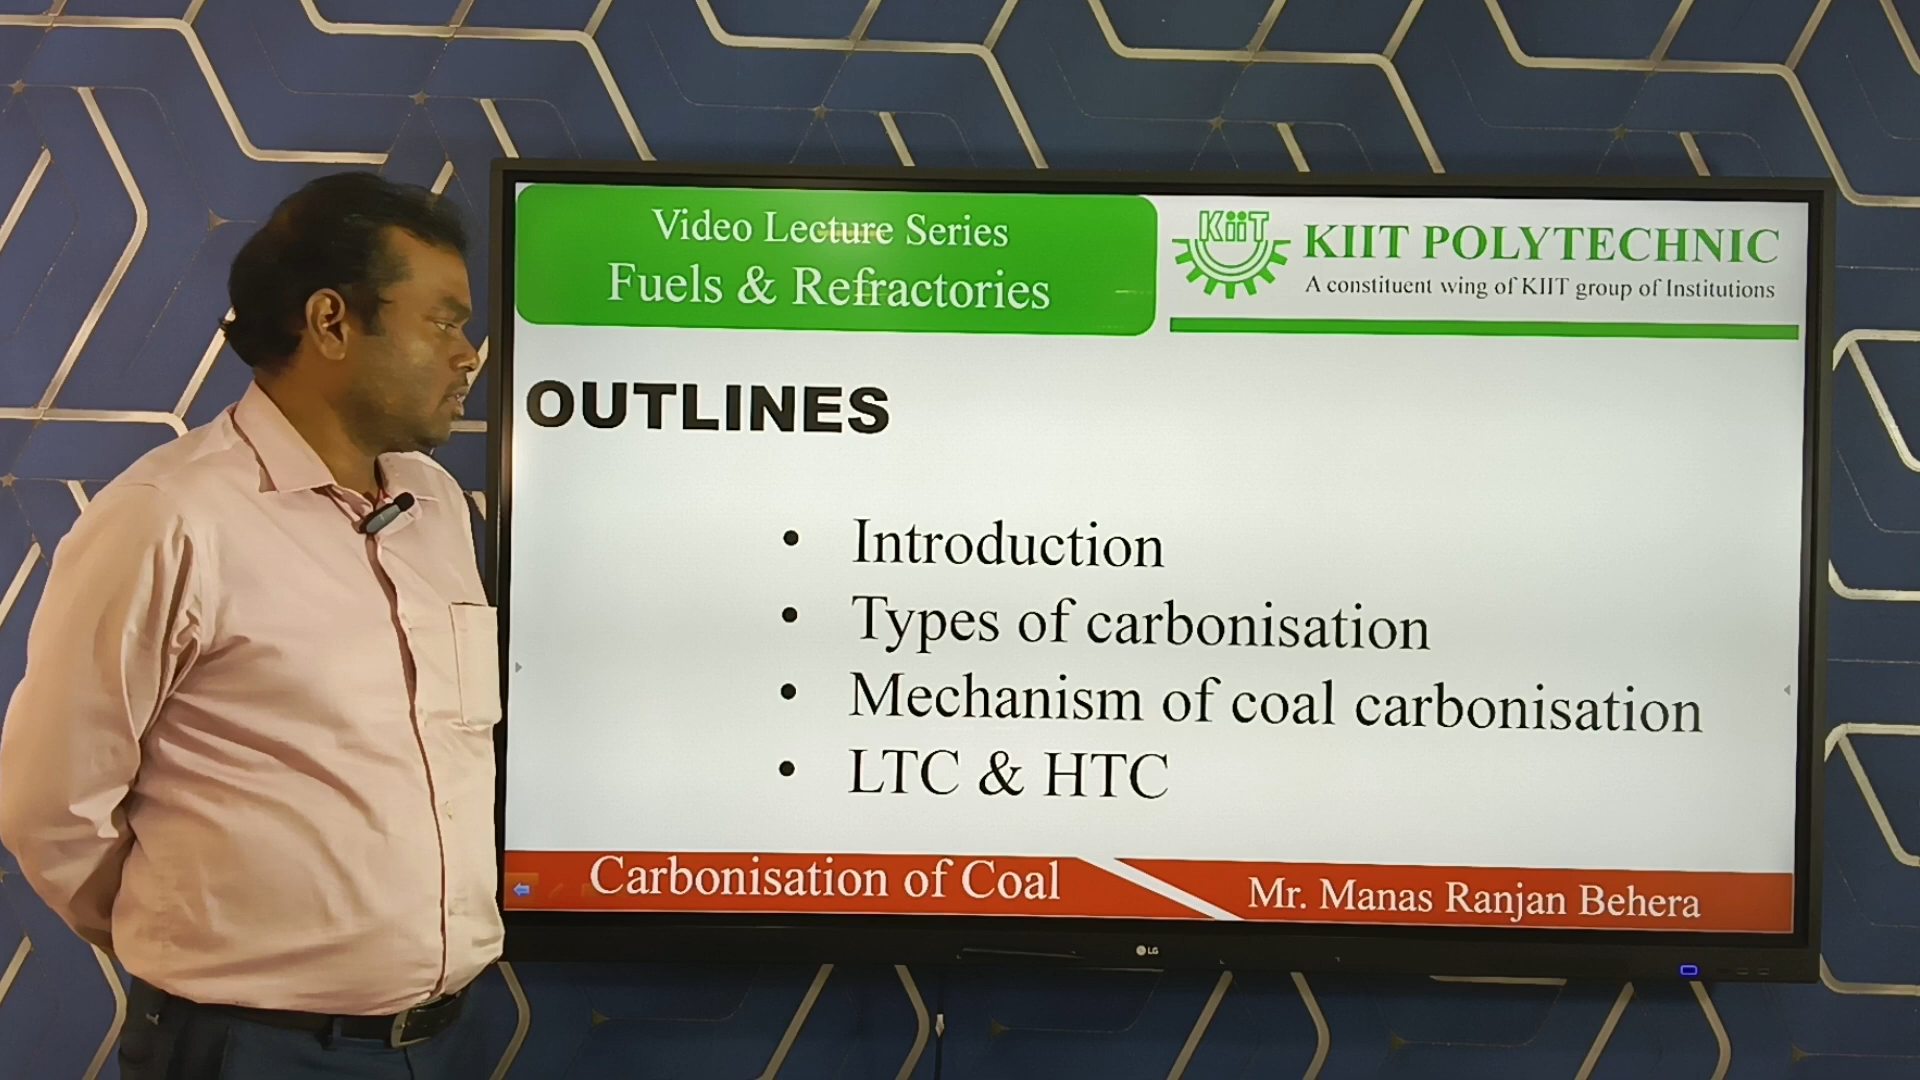 Video Lecture Series
Fuels & Refractories
KiiT
KIIT POLYTECHNIC
A constituent wing of KIIT group of Institutions
OUTLINES
• Introduction
• Types of carbonisation
• Mechanism of coal carbonisation
• LTC & HTC
Carbonisation of Coal
Mr. Manas Ranjan Behera
LG